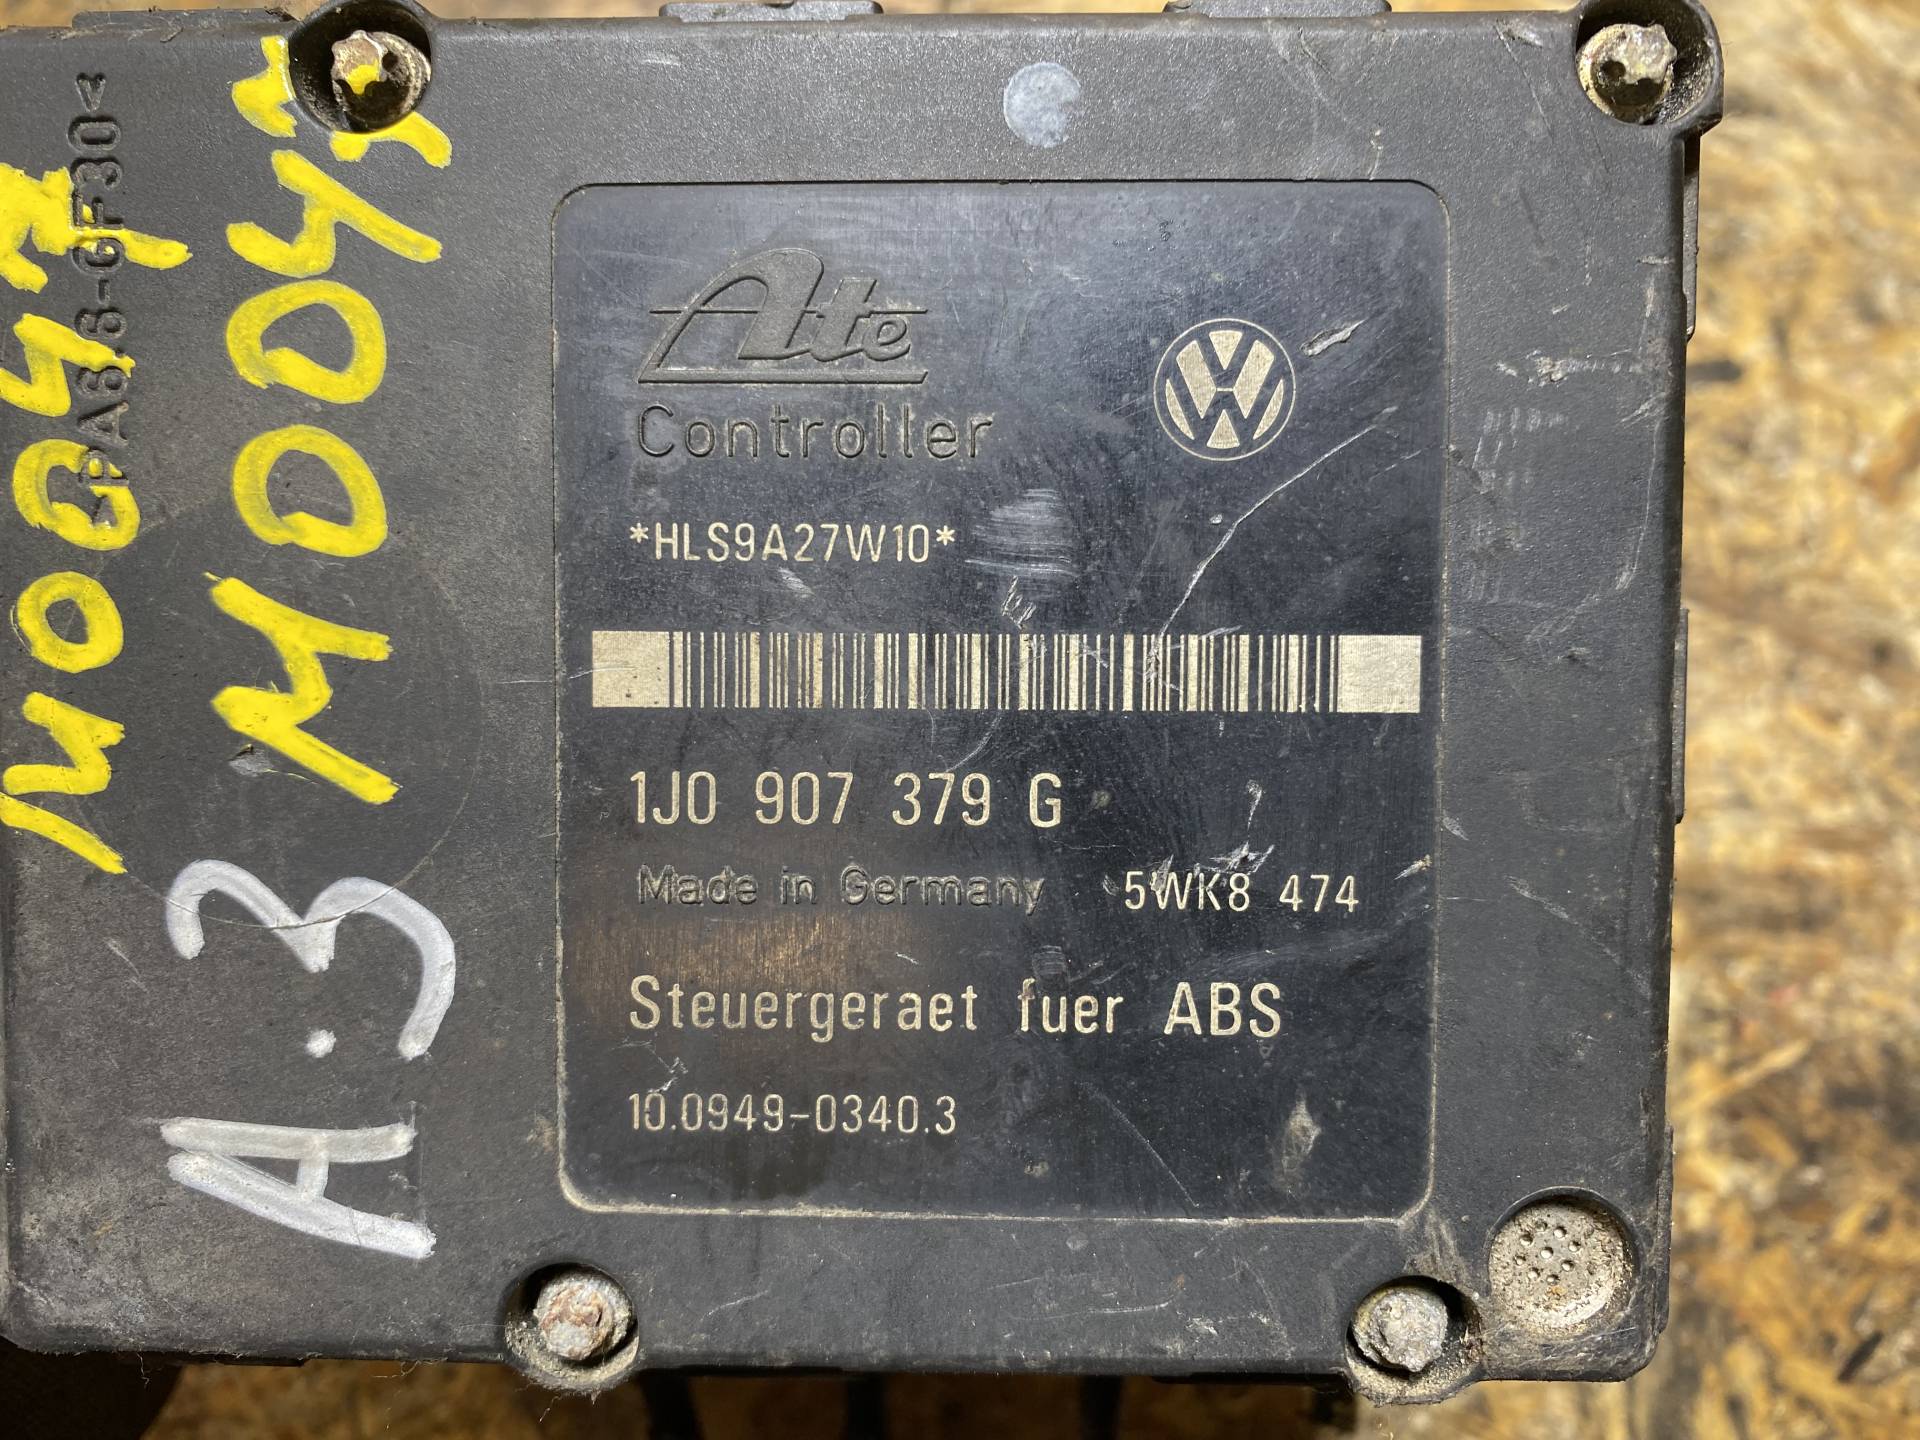 Ate
Controller
*HLS9A27W10*
1J0 907 379 G
Made in Germany 5WK8 474
Steuergeraet fuer ABS
10.0949-0340.3
A.3
M004
>PA6.6-GF30<